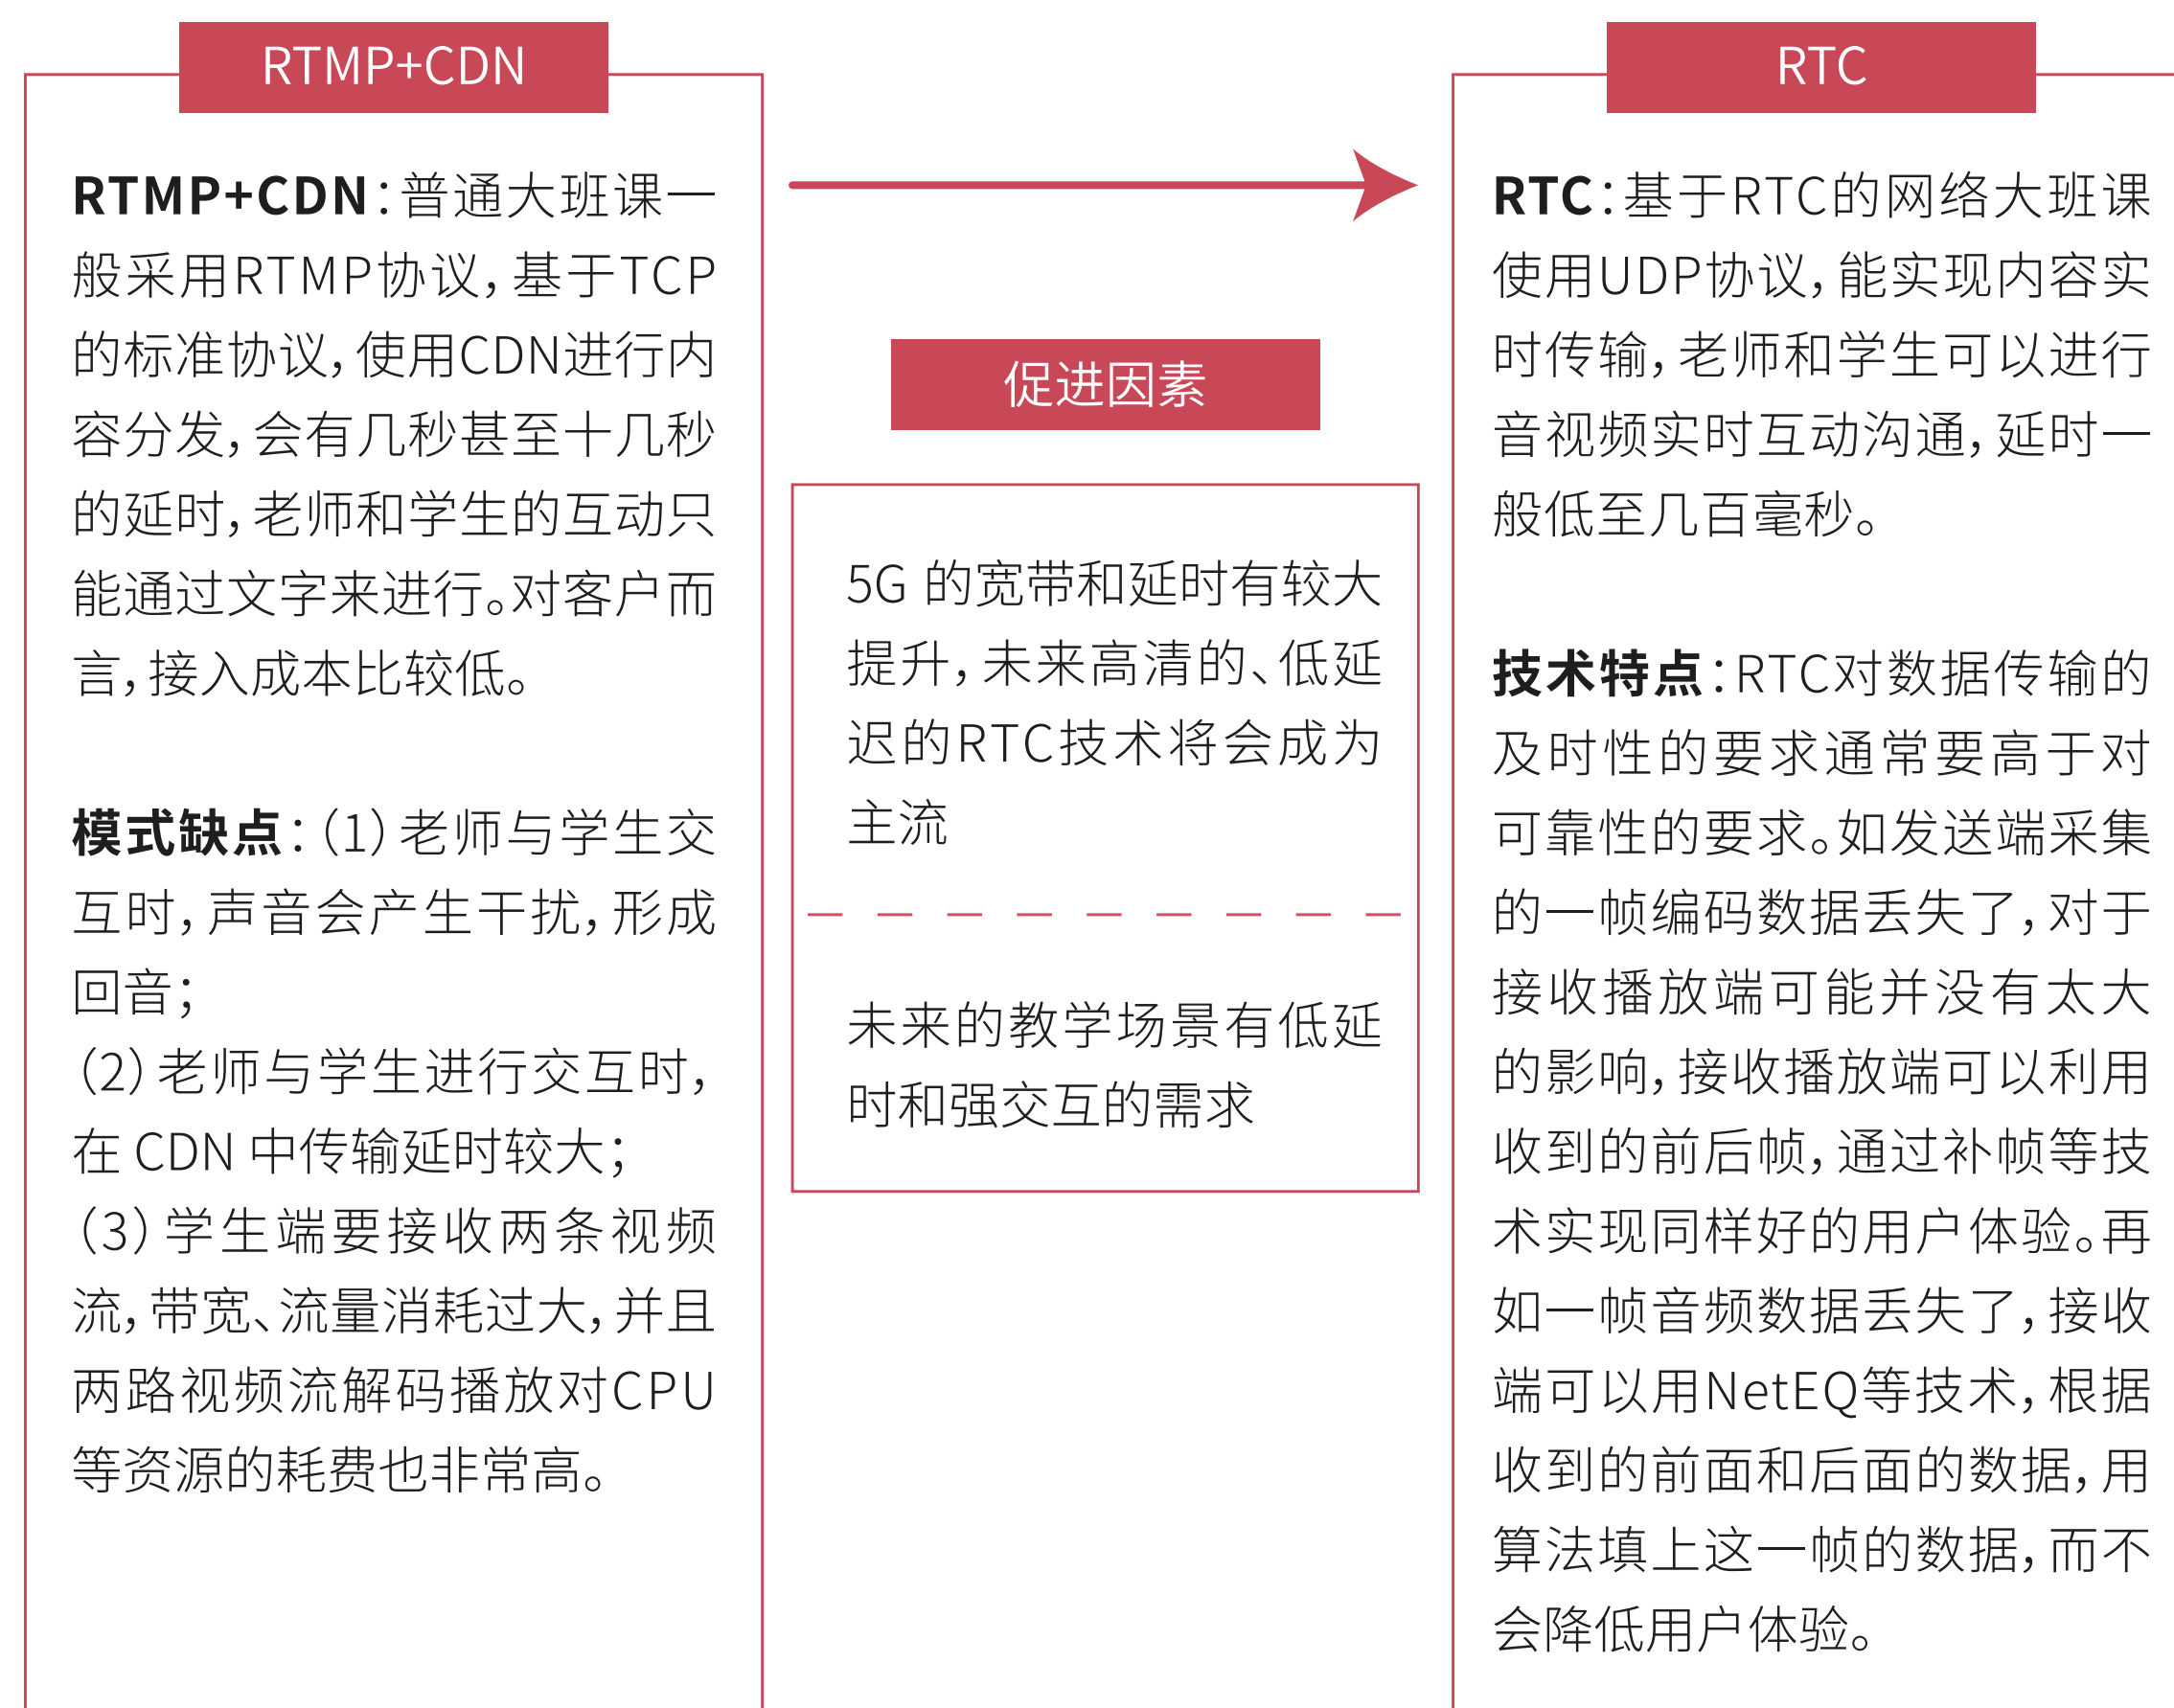 RTMP+CDN
RTMP+CDN：普通大班课一
般采用RTMP协议，基于TCP
的标准协议，使用CDN进行内
容分发，会有几秒甚至十几秒
的延时，老师和学生的互动只
能通过文字来进行。对客户而
言，接入成本比较低。
模式缺点：（1）老师与学生交
互时，声音会产生干扰，形成
回音；
（2）老师与学生进行交互时，
在 CDN 中传输延时较大；
（3）学生端要接收两条视频
流，带宽、流量消耗过大，并且
两路视频流解码播放对CPU
等资源的耗费也非常高。
促进因素
5G 的宽带和延时有较大
提升，未来高清的、低延
迟的RTC技术将会成为
主流
未来的教学场景有低延
时和强交互的需求
RTC
RTC：基于RTC的网络大班课
使用UDP协议，能实现内容实
时传输，老师和学生可以进行
音视频实时互动沟通，延时一
般低至几百毫秒。
技术特点：RTC对数据传输的
及时性的要求通常要高于对
可靠性的要求。如发送端采集
的一帧编码数据丢失了，对于
接收播放端可能并没有太大
的影响，接收播放端可以利用
收到的前后帧，通过补帧等技
术实现同样好的用户体验。再
如一帧音频数据丢失了，接收
端可以用NetEQ等技术，根据
收到的前面和后面的数据，用
算法填上这一帧的数据，而不
会降低用户体验。